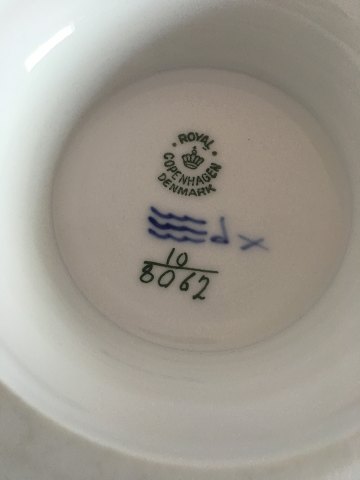 ROYAL
COPENHAGEN
DENMARK
d x
10
8062